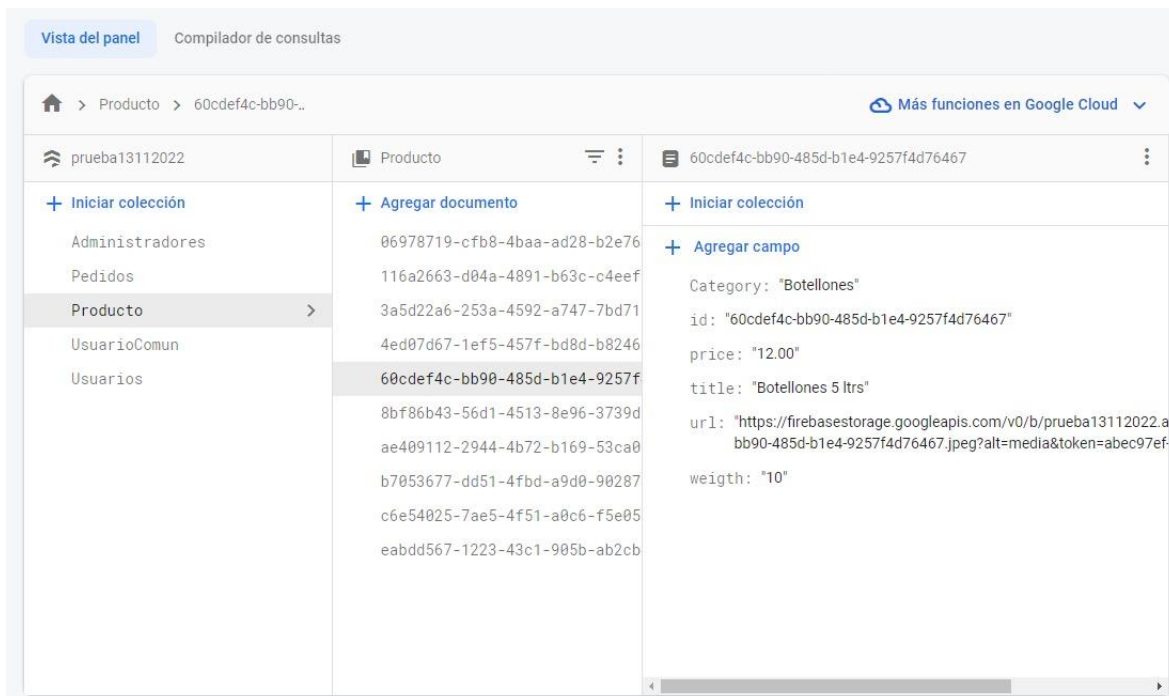 Vista del panel
Compilador de consultas
Producto > 60cdef4c-bb90-..
Más funciones en Google Cloud
prueba13112022
Producto
60cdef4c-bb90-485d-b1e4-9257f4d76467
+ Iniciar colección
Administradores
Pedidos
Producto
UsuarioComun
Usuarios
+ Agregar documento
06978719-cfb8-4baa-ad28-b2e76
116a2663-d04a-4891-b63c-c4eef
3a5d22a6-253a-4592-a747-7bd71
4ed07d67-1ef5-457f-bd8d-b8246
60cdef4c-bb90-485d-b1e4-9257f
8bf86b43-56d1-4513-8e96-3739d
ae409112-2944-4b72-b169-53ca0
b7053677-dd51-4fbd-a9d0-90287
c6e54025-7ae5-4f51-a0c6-f5e05
eabdd567-1223-43c1-905b-ab2cb
+ Iniciar colección
+ Agregar campo
Category: "Botellones"
id: "60cdef4c-bb90-485d-b1e4-9257f4d76467"
price: "12.00"
title: "Botellones 5 ltrs"
url: "https://firebasestorage.googleapis.com/v0/b/prueba13112022.a
bb90-485d-b1e4-9257f4d76467.jpeg?alt=media&token=abec97ef-
weigth: "10"